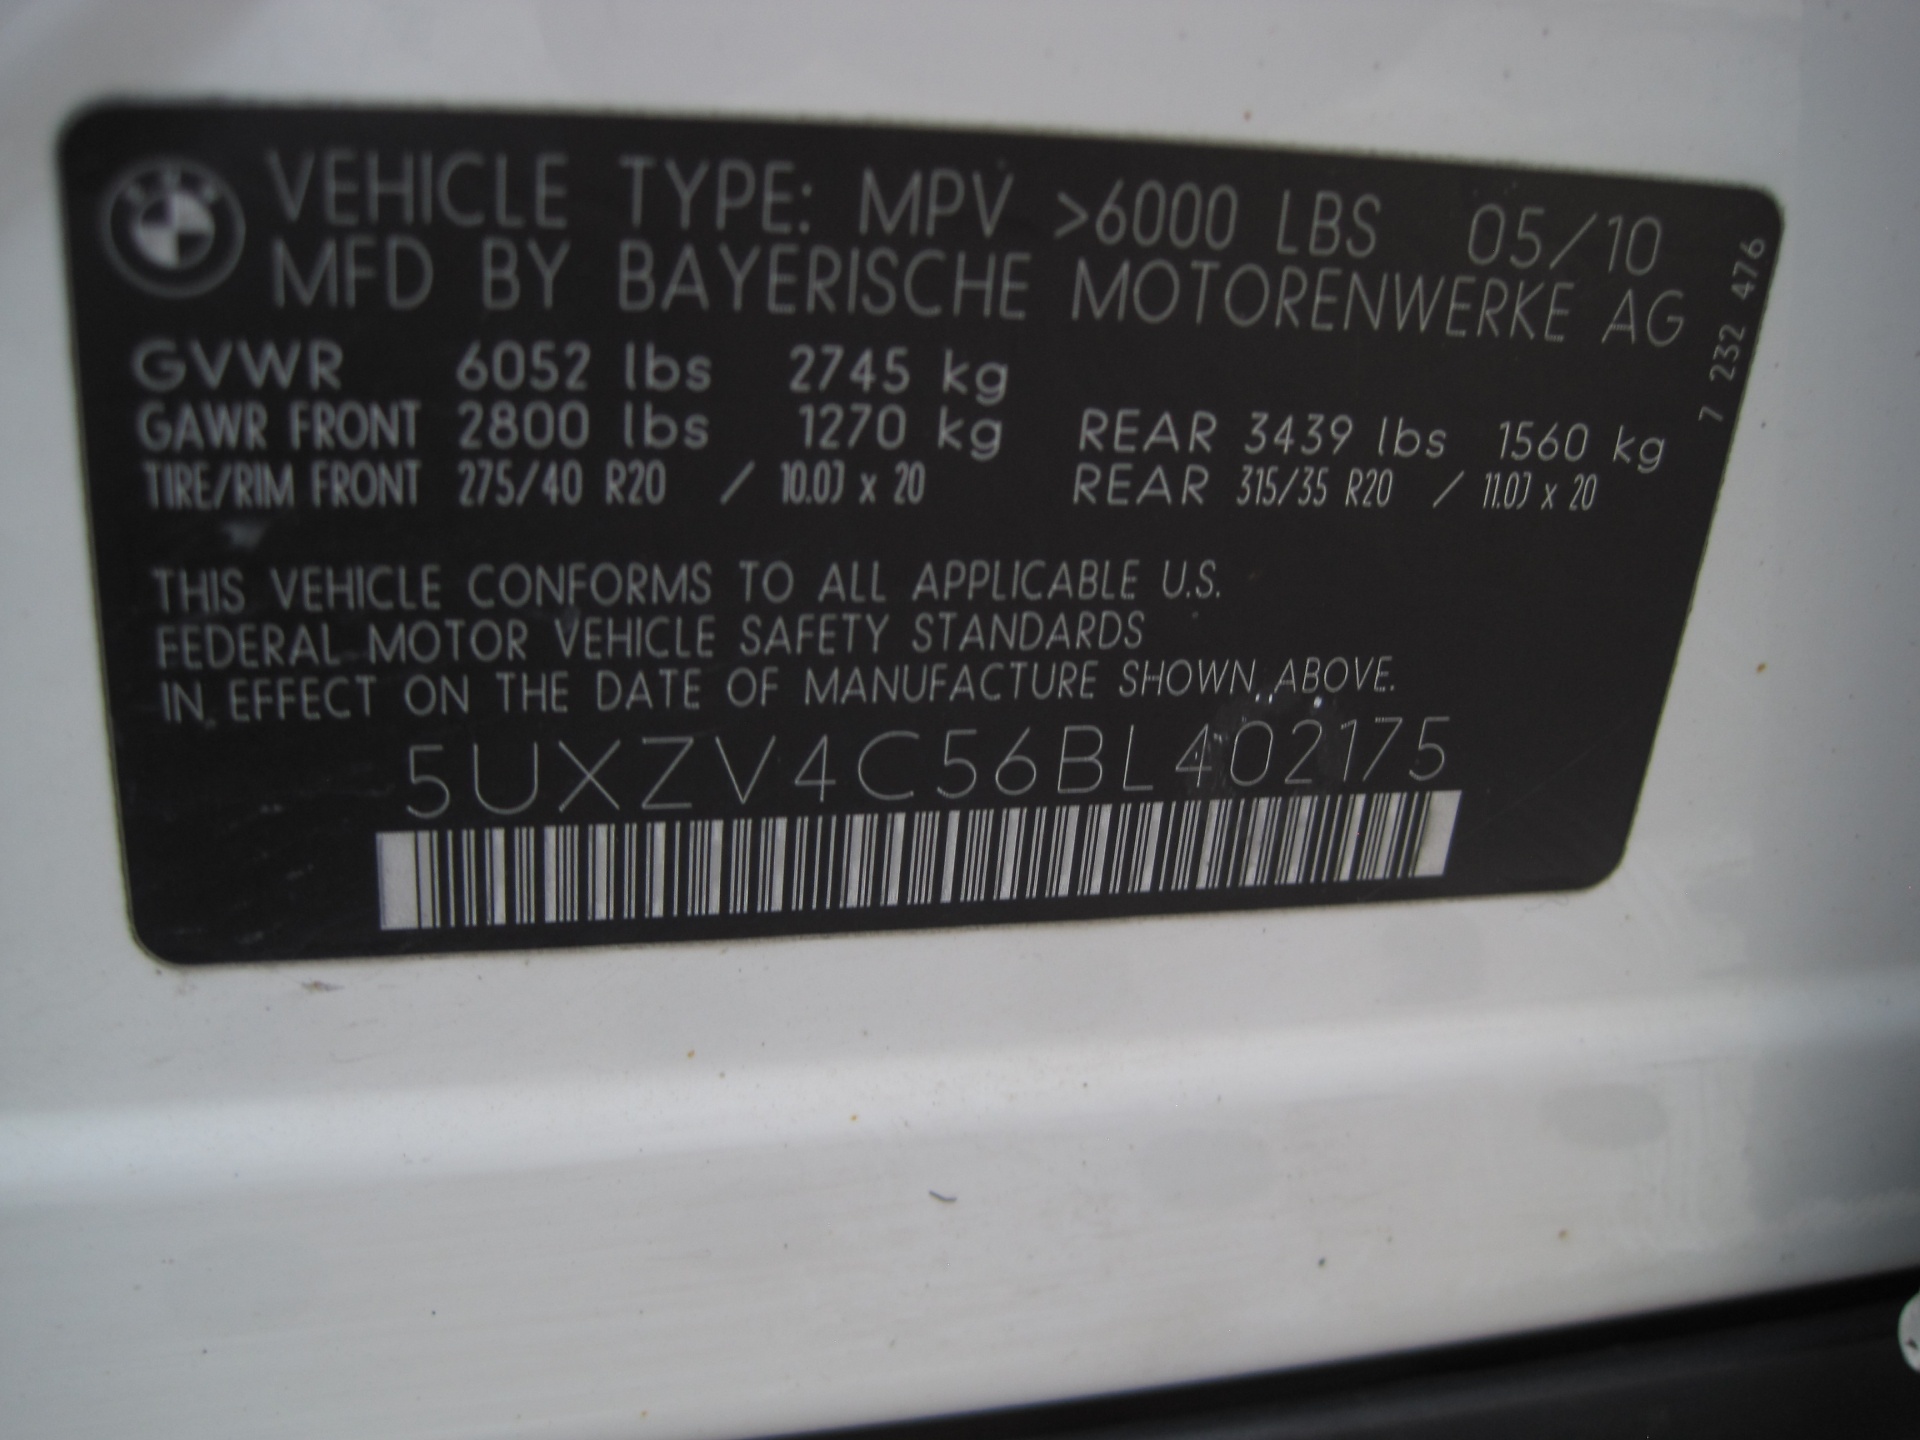 VEHICLE TYPE: MPV >6000 LBS 05/10
MFD BY BAYERISCHE MOTORENWERKE AG
GVWR 6052 lbs 2745 kg
GAWR FRONT 2800 lbs 1270 kg REAR 3439 lbs 1560 kg
TIRE/RIM FRONT 275/40 R20 / 10.0J x 20 REAR 315/35 R20 / 11.0J x 20
7 232 476
THIS VEHICLE CONFORMS TO ALL APPLICABLE U.S.
FEDERAL MOTOR VEHICLE SAFETY STANDARDS
IN EFFECT ON THE DATE OF MANUFACTURE SHOWN ABOVE.
5UXZV4C56BL402175